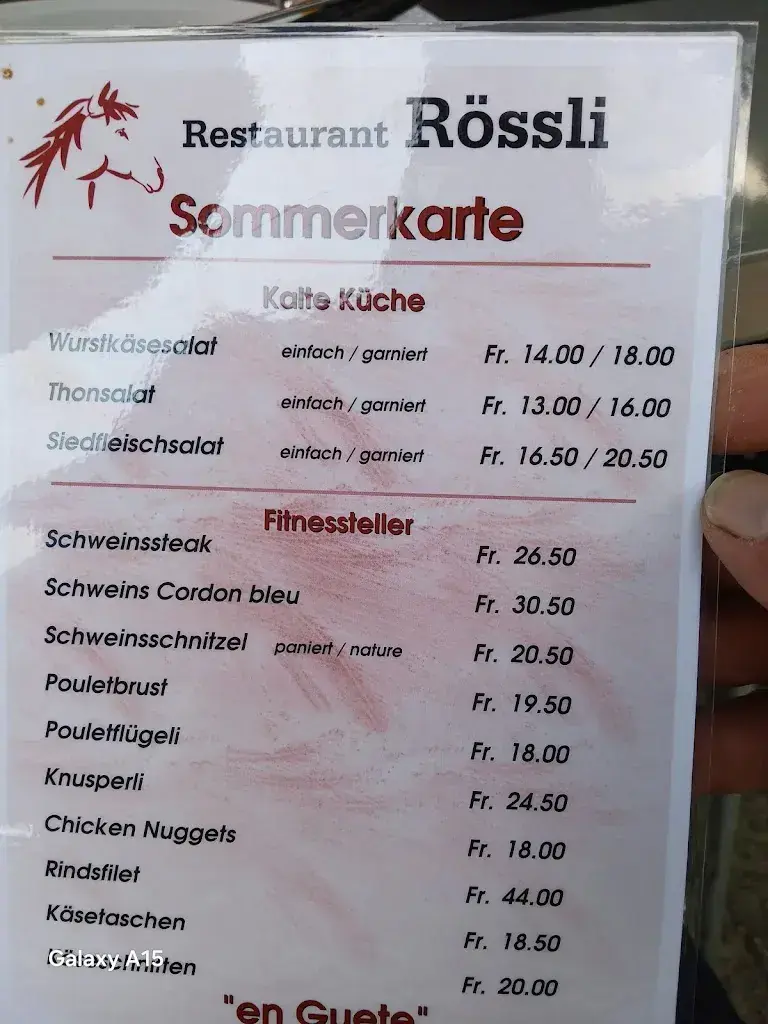 Restaurant Rössli
Sommerkarte
Kalte Küche
Wurstkäsesalat einfach / garniert Fr. 14.00 / 18.00
Thonsalat einfach / garniert Fr. 13.00 / 16.00
Siedfleischsalat einfach / garniert Fr. 16.50 / 20.50
Fitnessteller
Schweinssteak Fr. 26.50
Schweins Cordon bleu Fr. 30.50
Schweinsschnitzel paniert / nature Fr. 20.50
Pouletbrust Fr. 19.50
Pouletflügeli Fr. 18.00
Knusperli Fr. 24.50
Chicken Nuggets Fr. 18.00
Rindsfilet Fr. 44.00
Käsetaschen Fr. 18.50
Galaxy A15
Fr. 20.00
"en Guete"